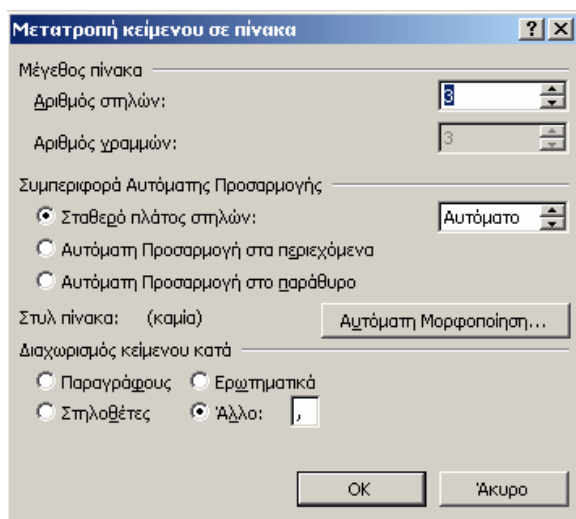 Μετατροπή κείμενου σε πίνακα
Μέγεθος πίνακα
Αριθμός στηλών: 3
Αριθμός γραμμών: 3
Συμπεριφορά Αυτόματης Προσαρμογής
Σταθερό πλάτος στηλών: Αυτόματο
Αυτόματη Προσαρμογή στα περιεχόμενα
Αυτόματη Προσαρμογή στο παράθυρο
Στυλ πίνακα: (καμία) Αυτόματη Μορφοποίηση...
Διαχωρισμός κείμενου κατά
Παραγράφους Ερωτηματικά
Στηλοθέτες Άλλο: ,
OK Άκυρο